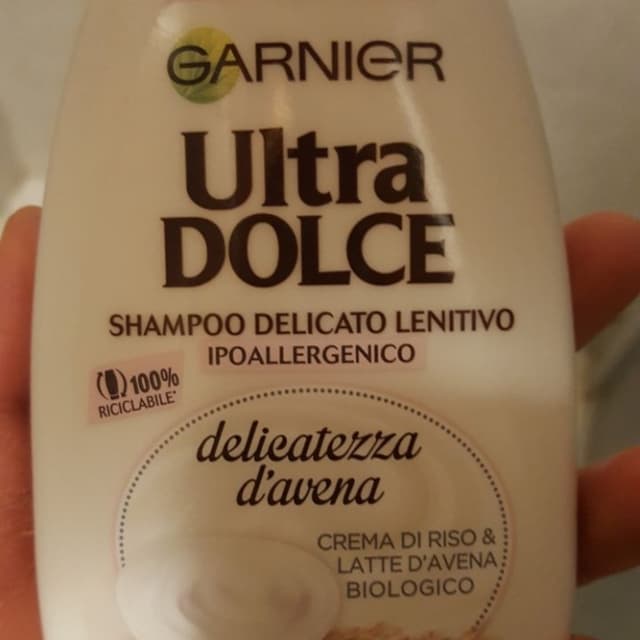 GARNIER
Ultra
DOLCE
SHAMPOO DELICATO LENITIVO
IPOALLERGENICO
100%
RICICLABILE*
delicatezza
d'avena
CREMA DI RISO &
LATTE D'AVENA
BIOLOGICO